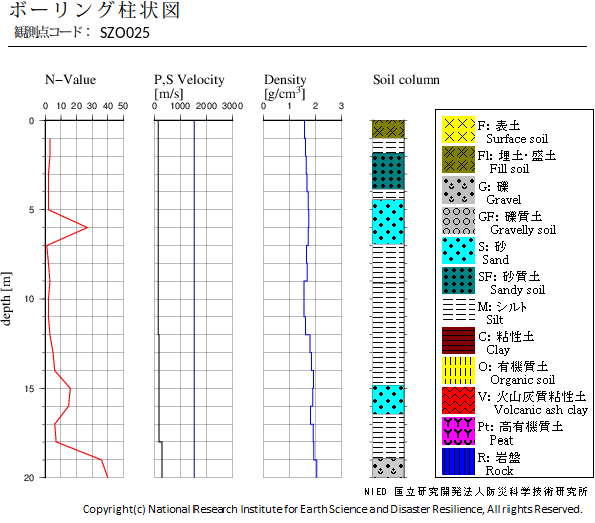 ボーリング柱状図
観測点コード： SZO025
N-Value P,S Velocity Density Soil column
[m/s] [g/cm³]
0 10 20 30 40 50 0 1000 2000 3000 0 1 2 3
0
5
10
15
20
depth [m]
F: 表土
Surface soil
Fl: 埋土・盛土
Fill soil
G: 礫
Gravel
GF: 礫質土
Gravelly soil
S: 砂
Sand
SF: 砂質土
Sandy soil
M: シルト
Silt
C: 粘性土
Clay
O: 有機質土
Organic soil
V: 火山灰質粘性土
Volcanic ash clay
Pt: 高有機質土
Peat
R: 岩盤
Rock
NIED 国立研究開発法人防災科学技術研究所
Copyright(c) National Research Institute for Earth Science and Disaster Resilience, All rights Reserved.